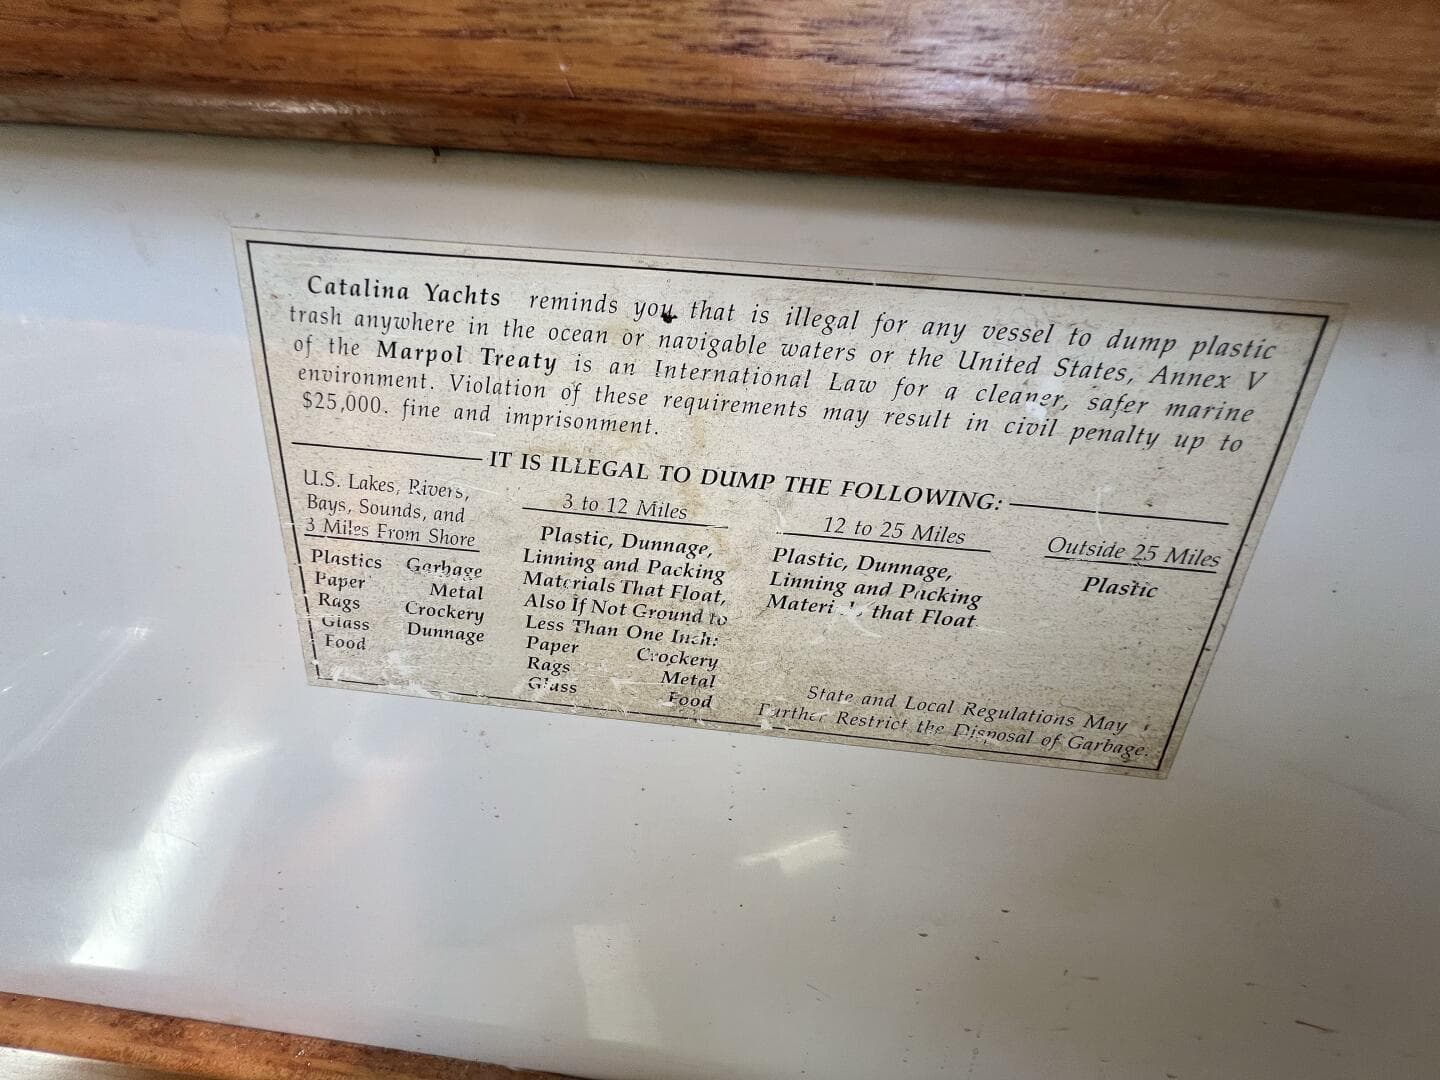 Catalina Yachts reminds you that is illegal for any vessel to dump plastic
trash anywhere in the ocean or navigable waters or the United States, Annex V
of the Marpol Treaty is an International Law for a cleaner, safer marine
environment. Violation of these requirements may result in civil penalty up to
$25,000. fine and imprisonment.
IT IS ILLEGAL TO DUMP THE FOLLOWING:
U.S. Lakes, Rivers,
Bays, Sounds, and
3 Miles From Shore
Plastics Garbage
Paper Metal
Rags Crockery
Glass Dunnage
Food
3 to 12 Miles
Plastic, Dunnage,
Linning and Packing
Materials That Float,
Also If Not Ground to
Less Than One Inch:
Paper Crockery
Rags Metal
Glass Food
12 to 25 Miles
Plastic, Dunnage,
Linning and Packing
Materials that Float
Outside 25 Miles
Plastic
State and Local Regulations May
Further Restrict the Disposal of Garbage.